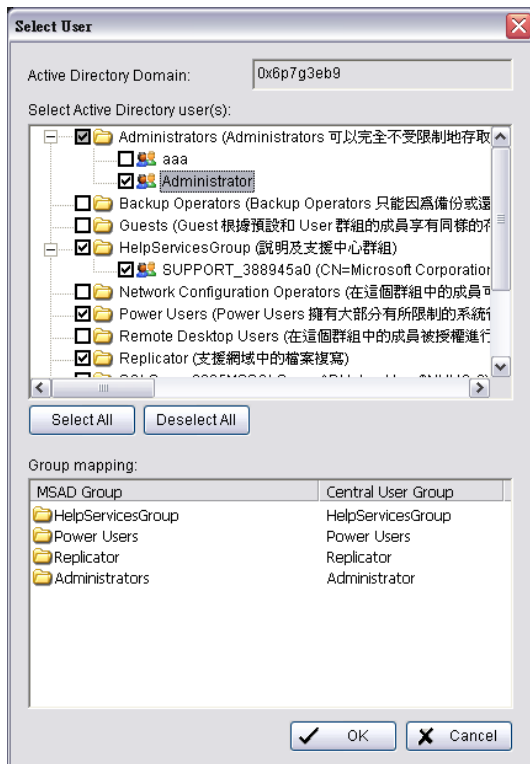 Select User
Active Directory Domain: 0x6p7g3eb9
Select Active Directory user(s):
Administrators (Administrators 可以完全不受限制地存取
aaa
Administrator
Backup Operators (Backup Operators 只能因為備份或還
Guests (Guest 根據預設和 User 群組的成員享有同樣的存
HelpServicesGroup (說明及支援中心群組)
SUPPORT_388945a0 (CN=Microsoft Corporation
Network Configuration Operators (在這個群組中的成員可
Power Users (Power Users 擁有大部分有所限制的系統
Remote Desktop Users (在這個群組中的成員被授權進行
Replicator (支援網域中的檔案複寫)
Select All Deselect All
Group mapping:
MSAD Group Central User Group
HelpServicesGroup HelpServicesGroup
Power Users Power Users
Replicator Replicator
Administrators Administrator
OK Cancel